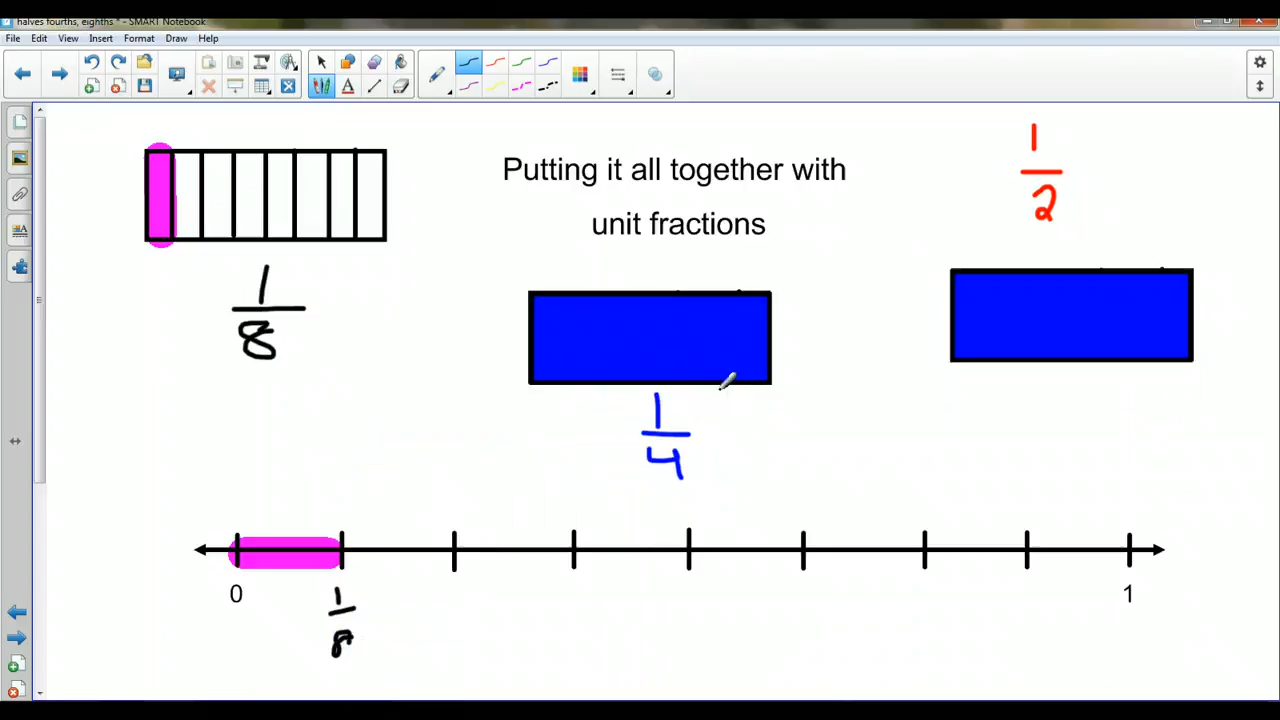 halves fourths, eighths * - SMART Notebook
File Edit View Insert Format Draw Help
Putting it all together with
unit fractions
1
2
1
8
1
4
0
1
1
8